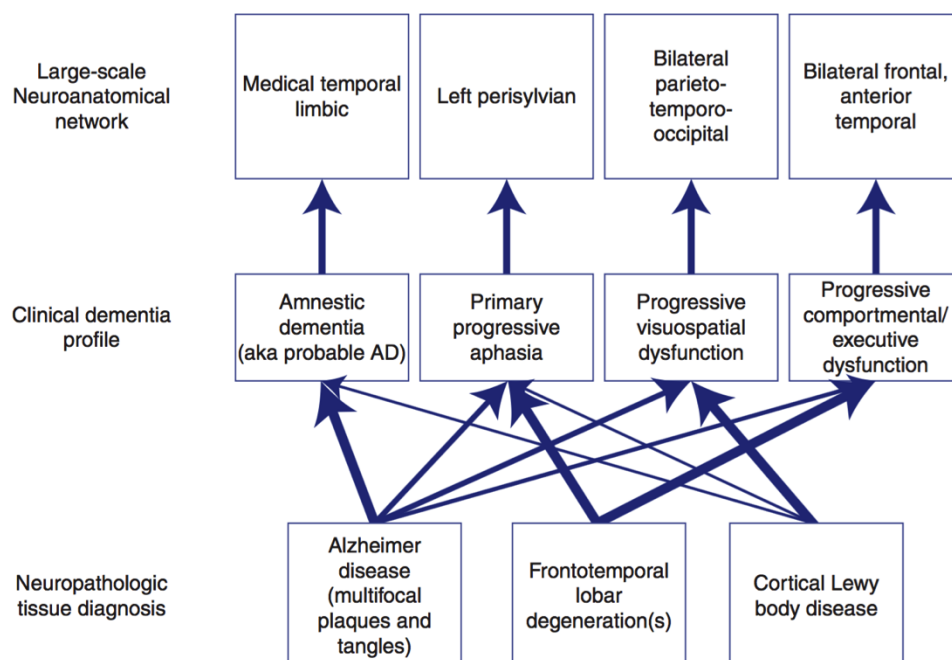 Large-scale
Neuroanatomical
network
Medical temporal
limbic
Left perisylvian
Bilateral
parieto-
temporo-
occipital
Bilateral frontal,
anterior
temporal
Clinical dementia
profile
Amnestic
dementia
(aka probable AD)
Primary
progressive
aphasia
Progressive
visuospatial
dysfunction
Progressive
comportmental/
executive
dysfunction
Neuropathologic
tissue diagnosis
Alzheimer
disease
(multifocal
plaques and
tangles)
Frontotemporal
lobar
degeneration(s)
Cortical Lewy
body disease